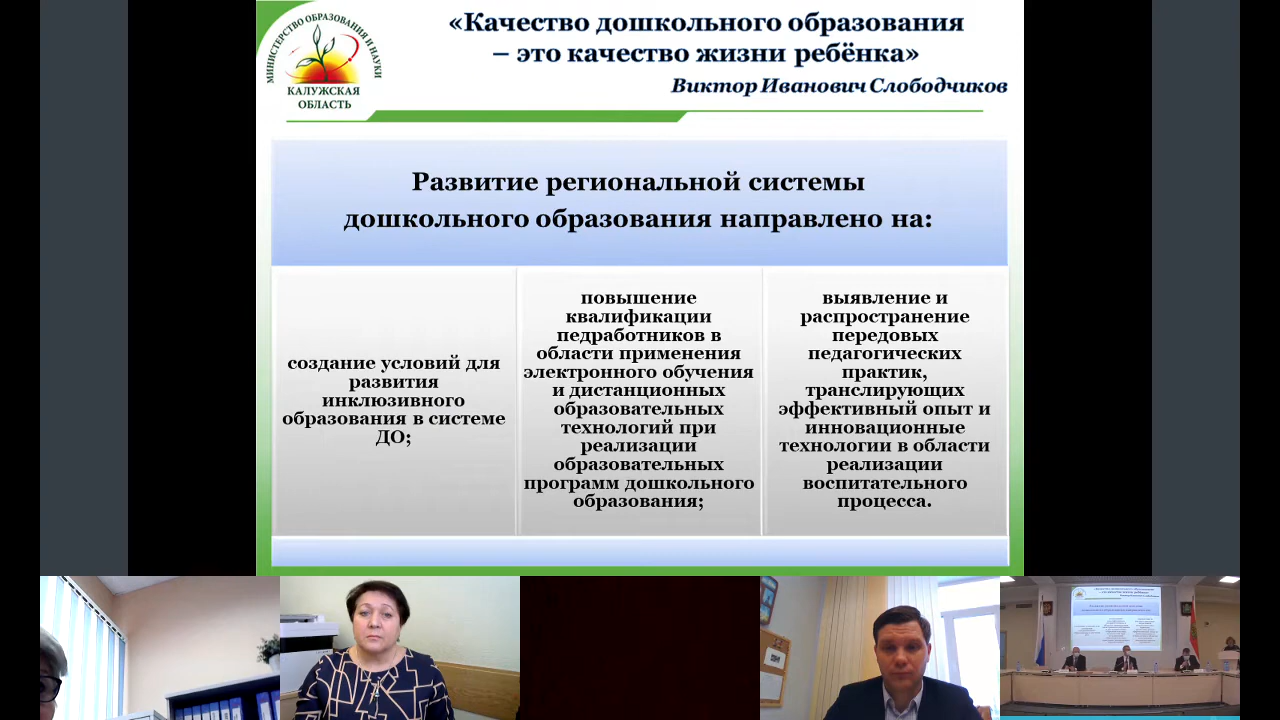 МИНИСТЕРСТВО ОБРАЗОВАНИЯ И НАУКИ
КАЛУЖСКАЯ
ОБЛАСТЬ
«Качество дошкольного образования
– это качество жизни ребёнка»
Виктор Иванович Слободчиков
Развитие региональной системы
дошкольного образования направлено на:
создание условий для
развития
инклюзивного
образования в системе
ДО;
повышение
квалификации
педработников в
области применения
электронного обучения
и дистанционных
образовательных
технологий при
реализации
образовательных
программ дошкольного
образования;
выявление и
распространение
передовых
педагогических
практик,
транслирующих
эффективный опыт и
инновационные
технологии в области
реализации
воспитательного
процесса.